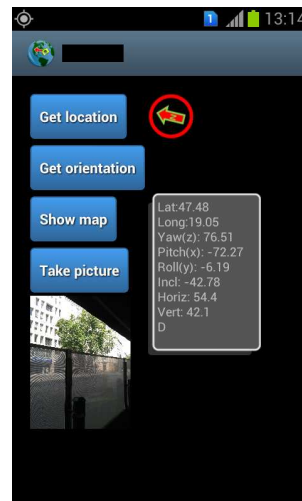 1
13:14
Get location
Get orientation
Show map
Take picture
Lat:47.48
Long:19.05
Yaw(z): 76.51
Pitch(x): -72.27
Roll(y): -6.19
Incl: -42.78
Horiz: 54.4
Vert: 42.1
D